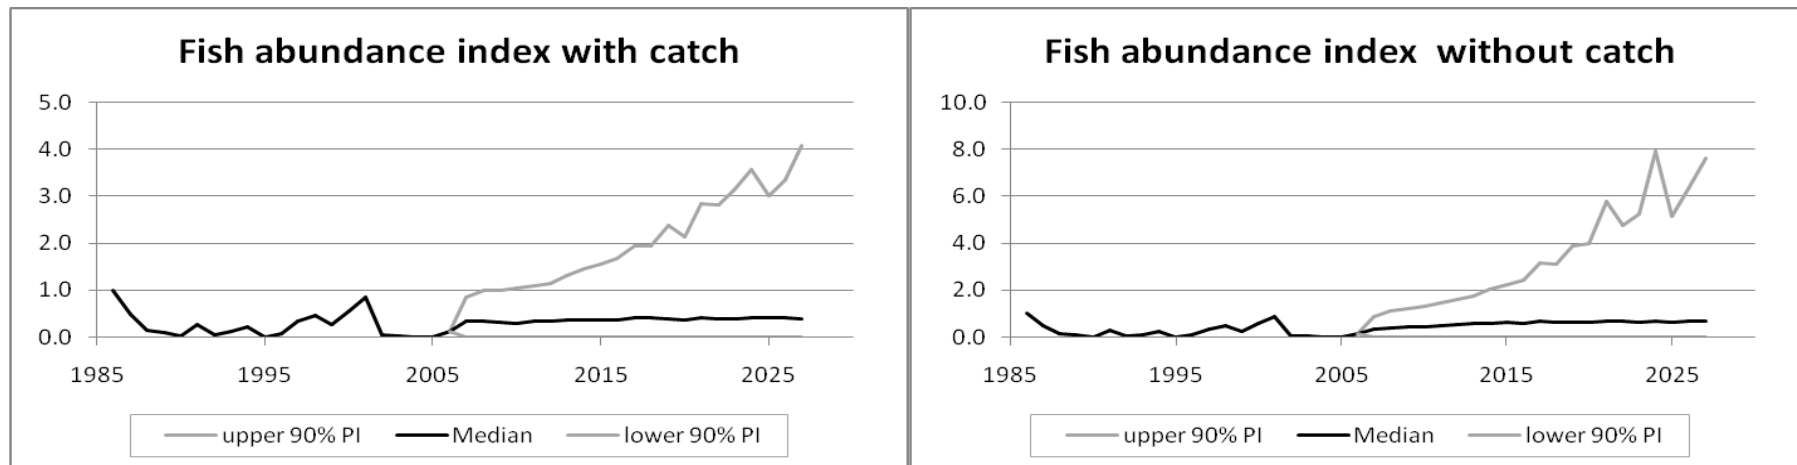 Fish abundance index with catch
5.0
4.0
3.0
2.0
1.0
0.0
1985 1995 2005 2015 2025
upper 90% PI Median lower 90% PI
Fish abundance index without catch
10.0
8.0
6.0
4.0
2.0
0.0
1985 1995 2005 2015 2025
upper 90% PI Median lower 90% PI